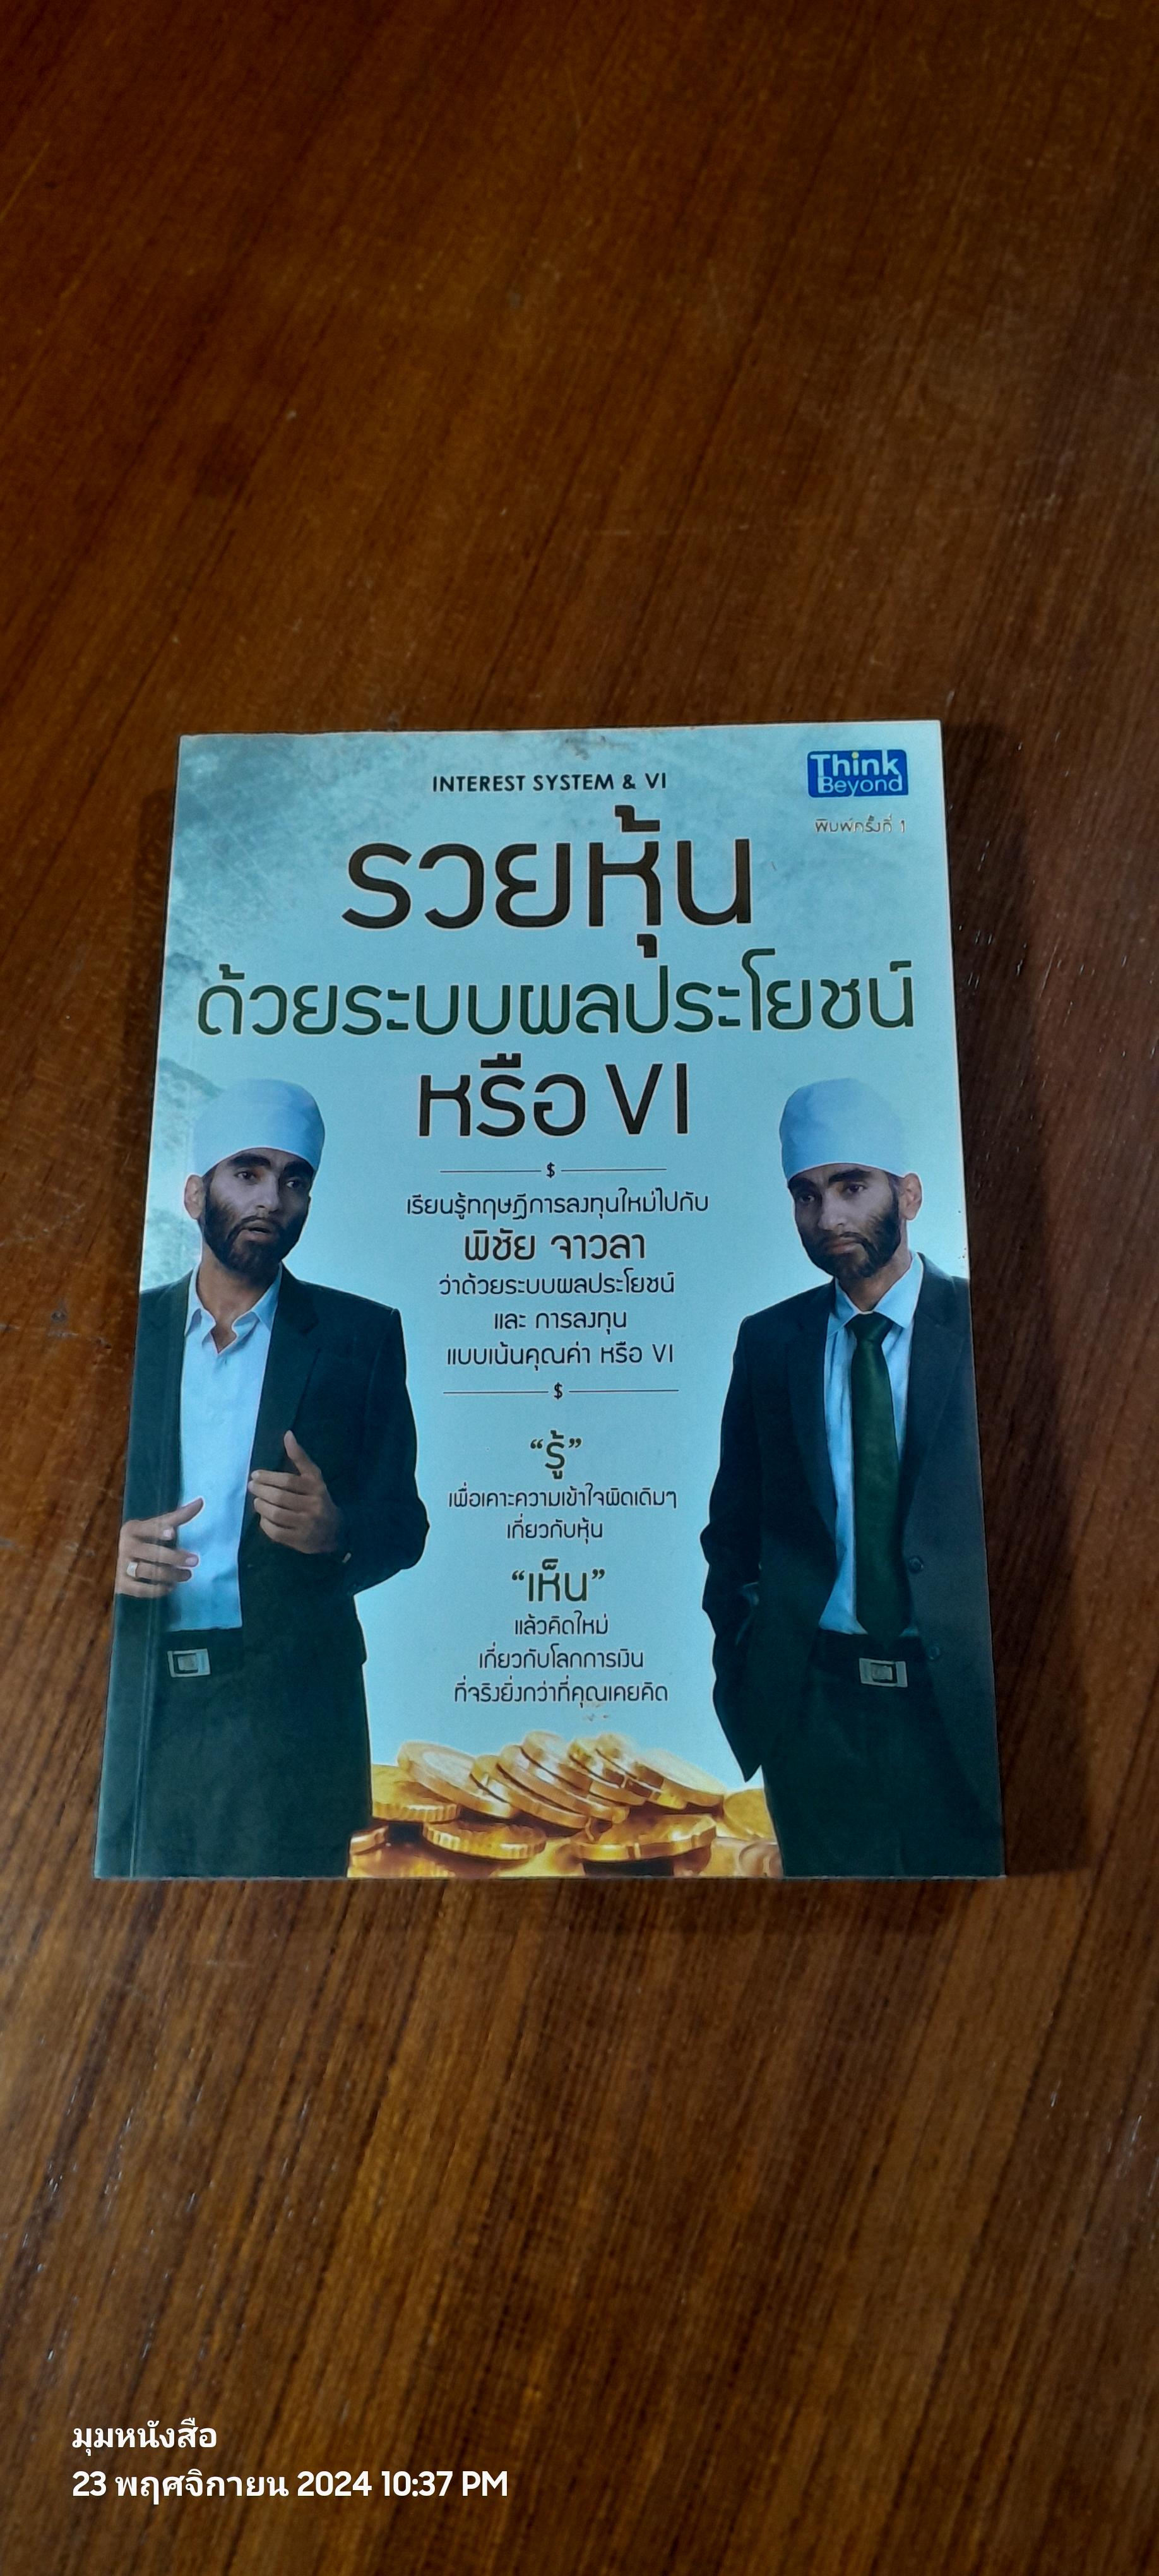 INTEREST SYSTEM & VI
Think
Beyond
พิมพ์ครั้งที่ 1
รวยหุ้น
ด้วยระบบผลประโยชน์
หรือ VI
$
เรียนรู้ทฤษฎีการลงทุนใหม่ไปกับ
พิชัย จาวลา
ว่าด้วยระบบผลประโยชน์
และ การลงทุน
แบบเน้นคุณค่า หรือ VI
$
“รู้”
เพื่อเคาะความเข้าใจผิดเดิมๆ
เกี่ยวกับหุ้น
“เห็น”
แล้วคิดใหม่
เกี่ยวกับโลกการเงิน
ที่จริงยิ่งกว่าที่คุณเคยคิด
มุมหนังสือ
23 พฤศจิกายน 2024 10:37 PM